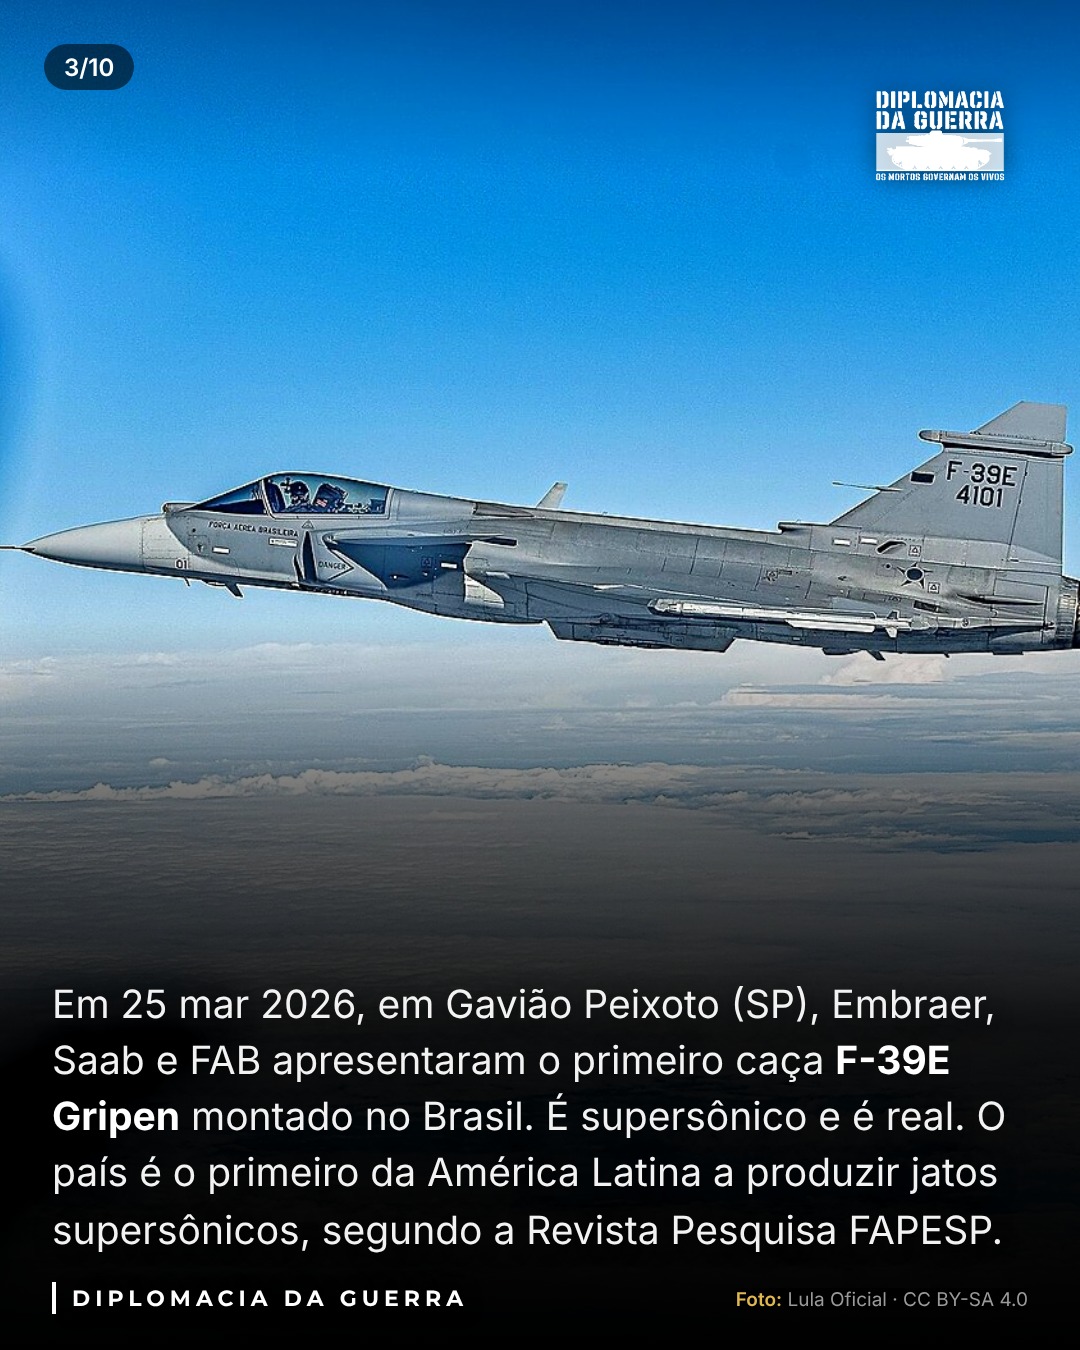 3/10
DIPLOMACIA
DA GUERRA
OS MORTOS GOVERNAM OS VIVOS
F-39E
4101
FORÇA AÉREA BRASILEIRA
01
DANGER
Em 25 mar 2026, em Gavião Peixoto (SP), Embraer,
Saab e FAB apresentaram o primeiro caça F-39E
Gripen montado no Brasil. É supersônico e é real. O
país é o primeiro da América Latina a produzir jatos
supersônicos, segundo a Revista Pesquisa FAPESP.
DIPLOMACIA DA GUERRA
Foto: Lula Oficial · CC BY-SA 4.0